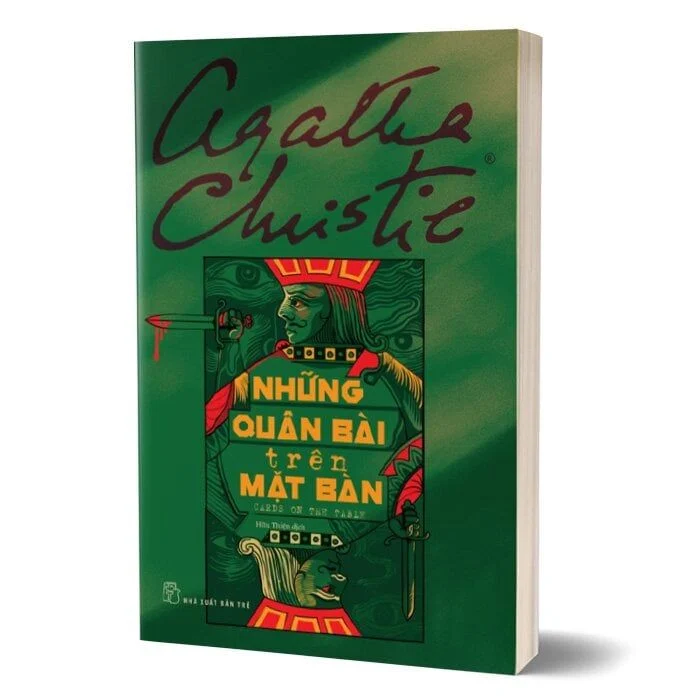 Agatha
Christie®
NHỮNG
QUÂN BÀI
trên
MẶT BÀN
CARDS ON THE TABLE
Hữu Thiện dịch
NHÀ XUẤT BẢN TRẺ